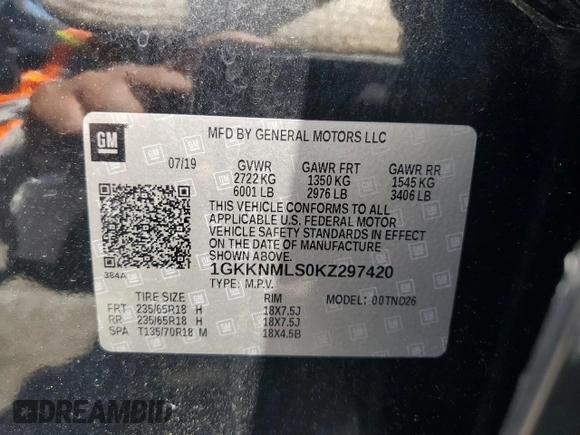 GM
MFD BY GENERAL MOTORS LLC
07/19 GVWR GAWR FRT GAWR RR
2722 KG 1350 KG 1545 KG
6001 LB 2976 LB 3406 LB
THIS VEHICLE CONFORMS TO ALL
APPLICABLE U.S. FEDERAL MOTOR
VEHICLE SAFETY STANDARDS IN
EFFECT ON THE DATE OF MANUFACTURE
SHOWN ABOVE.
384A
1GKKNMLS0KZ297420
TYPE: M.P.V.
TIRE SIZE RIM MODEL: 00TND26
FRT 235/65R18 H 18X7.5J
RR 235/65R18 H 18X7.5J
SPA T135/70R18 M 18X4.5B
DREAMBID